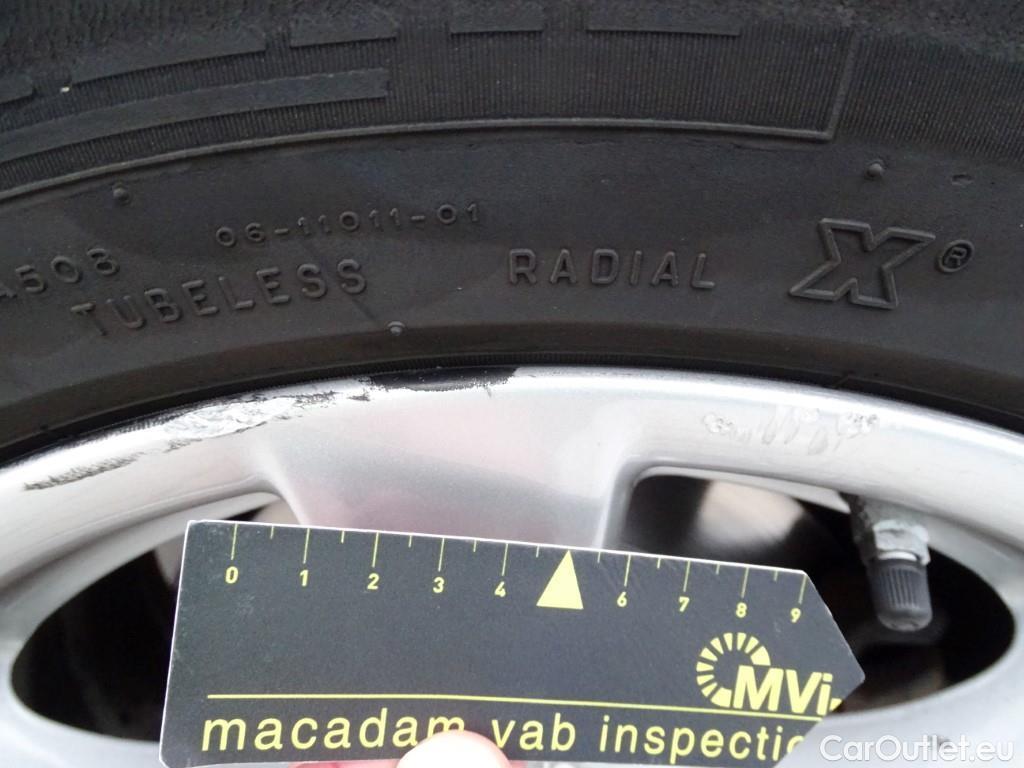 06-11011-01
TUBELESS RADIAL X®
0 1 2 3 4 6 7 8 9
MVi
macadam vab inspectio
CarOutlet.eu